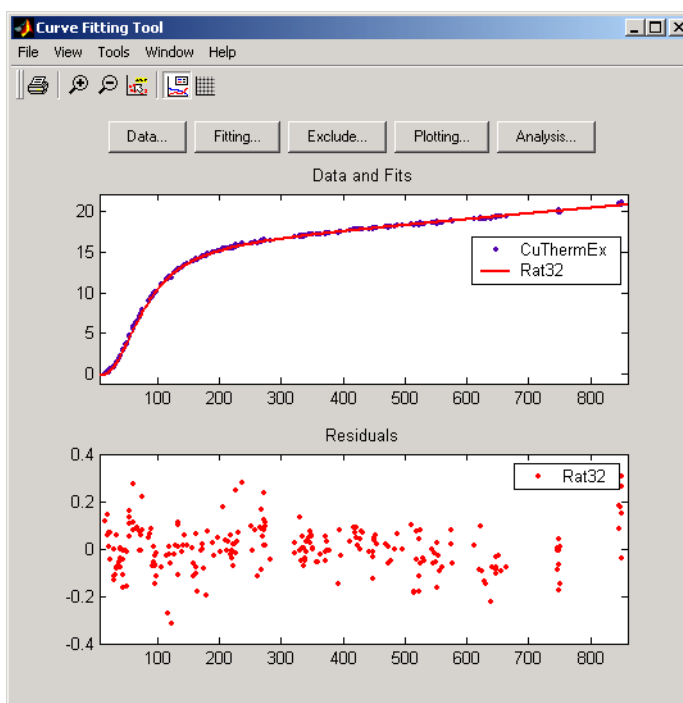 Curve Fitting Tool
File View Tools Window Help
Data... Fitting... Exclude... Plotting... Analysis...
Data and Fits
20
15
10
5
0
CuThermEx
Rat32
100 200 300 400 500 600 700 800
Residuals
0.4
0.2
0
-0.2
-0.4
Rat32
100 200 300 400 500 600 700 800